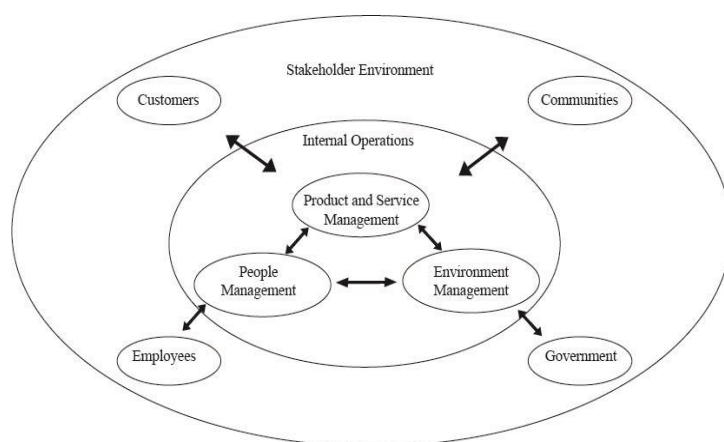 Stakeholder Environment
Customers
Communities
Internal Operations
Product and Service
Management
People
Management
Environment
Management
Employees
Government